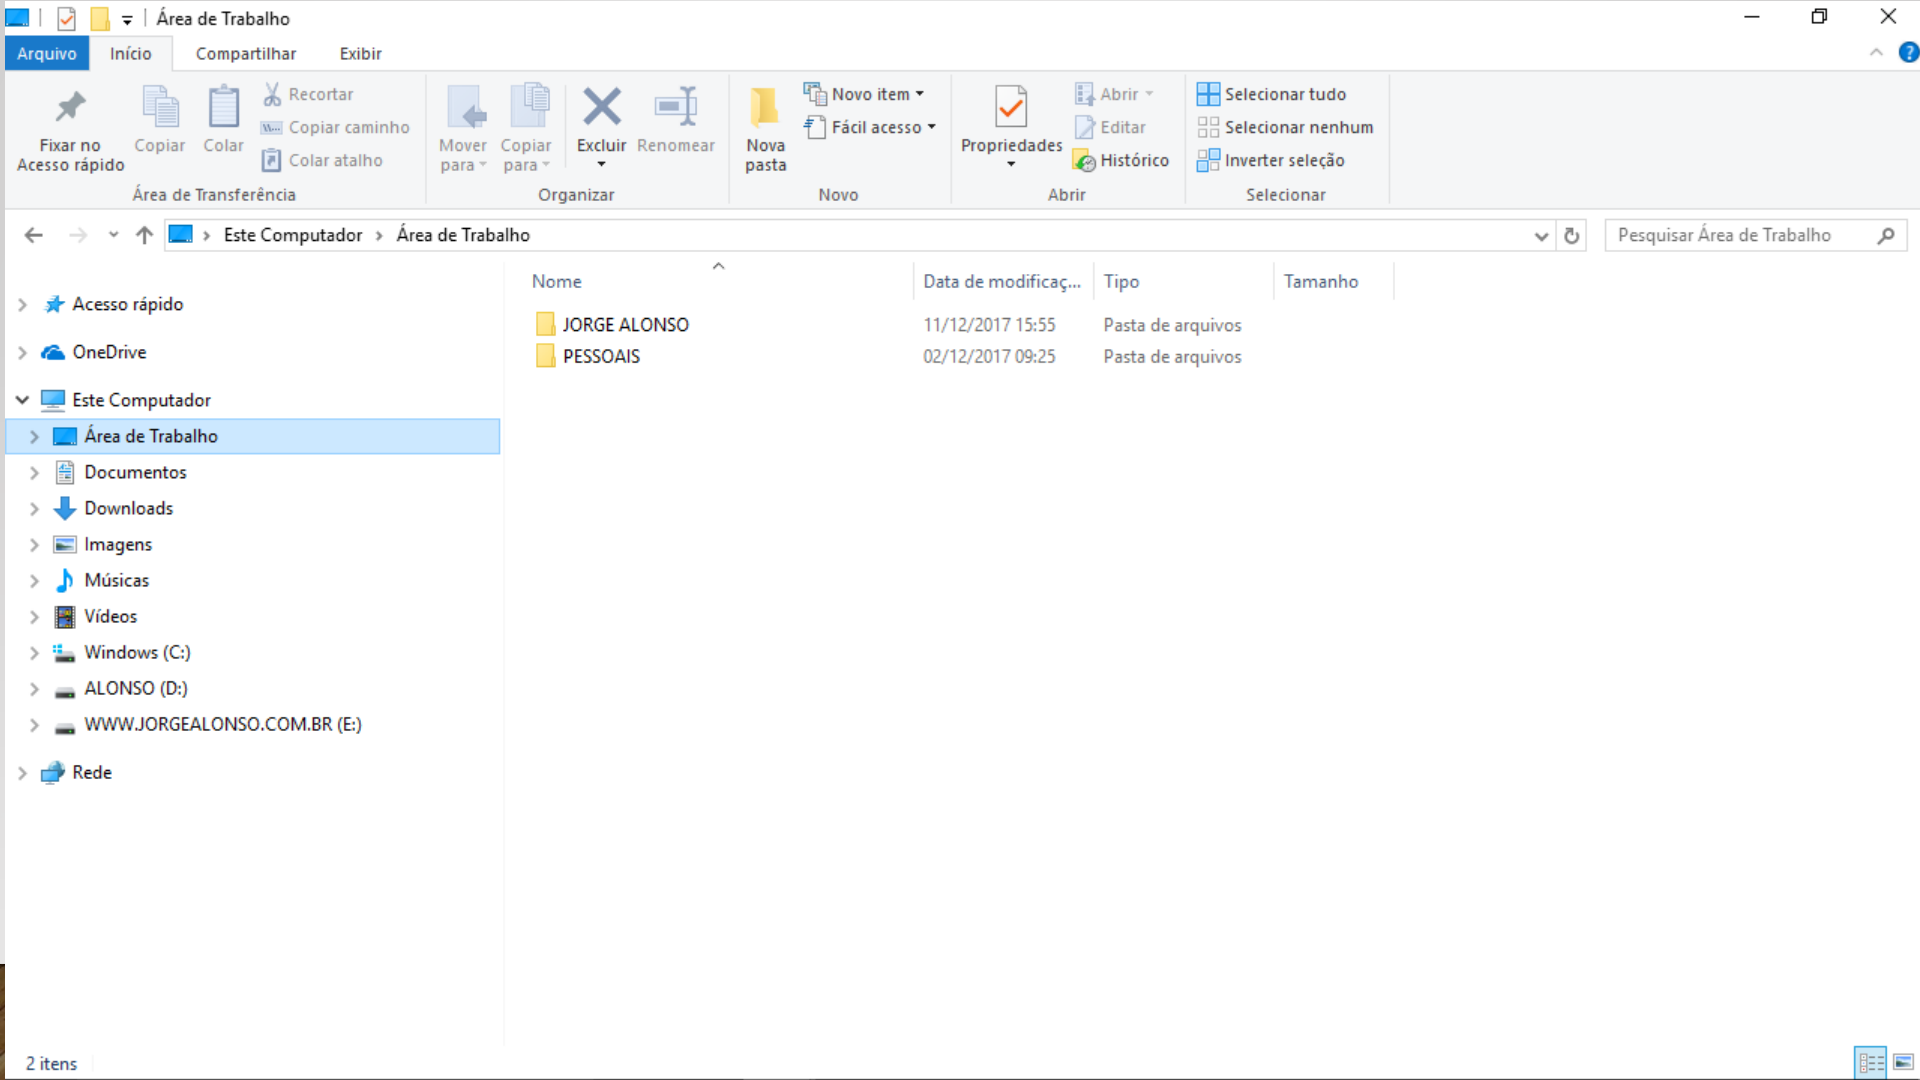 Área de Trabalho
Arquivo Início Compartilhar Exibir
Fixar no
Acesso rápido
Copiar
Colar
Recortar
Copiar caminho
Colar atalho
Área de Transferência
Mover
para
Copiar
para
Excluir
Renomear
Organizar
Nova
pasta
Novo item
Fácil acesso
Novo
Propriedades
Abrir
Editar
Histórico
Abrir
Selecionar tudo
Selecionar nenhum
Inverter seleção
Selecionar
Este Computador Área de Trabalho
Pesquisar Área de Trabalho
Acesso rápido
OneDrive
Este Computador
Área de Trabalho
Documentos
Downloads
Imagens
Músicas
Vídeos
Windows (C:)
ALONSO (D:)
WWW.JORGEALONSO.COM.BR (E:)
Rede
Nome Data de modificaç... Tipo Tamanho
JORGE ALONSO 11/12/2017 15:55 Pasta de arquivos
PESSOAIS 02/12/2017 09:25 Pasta de arquivos
2 itens